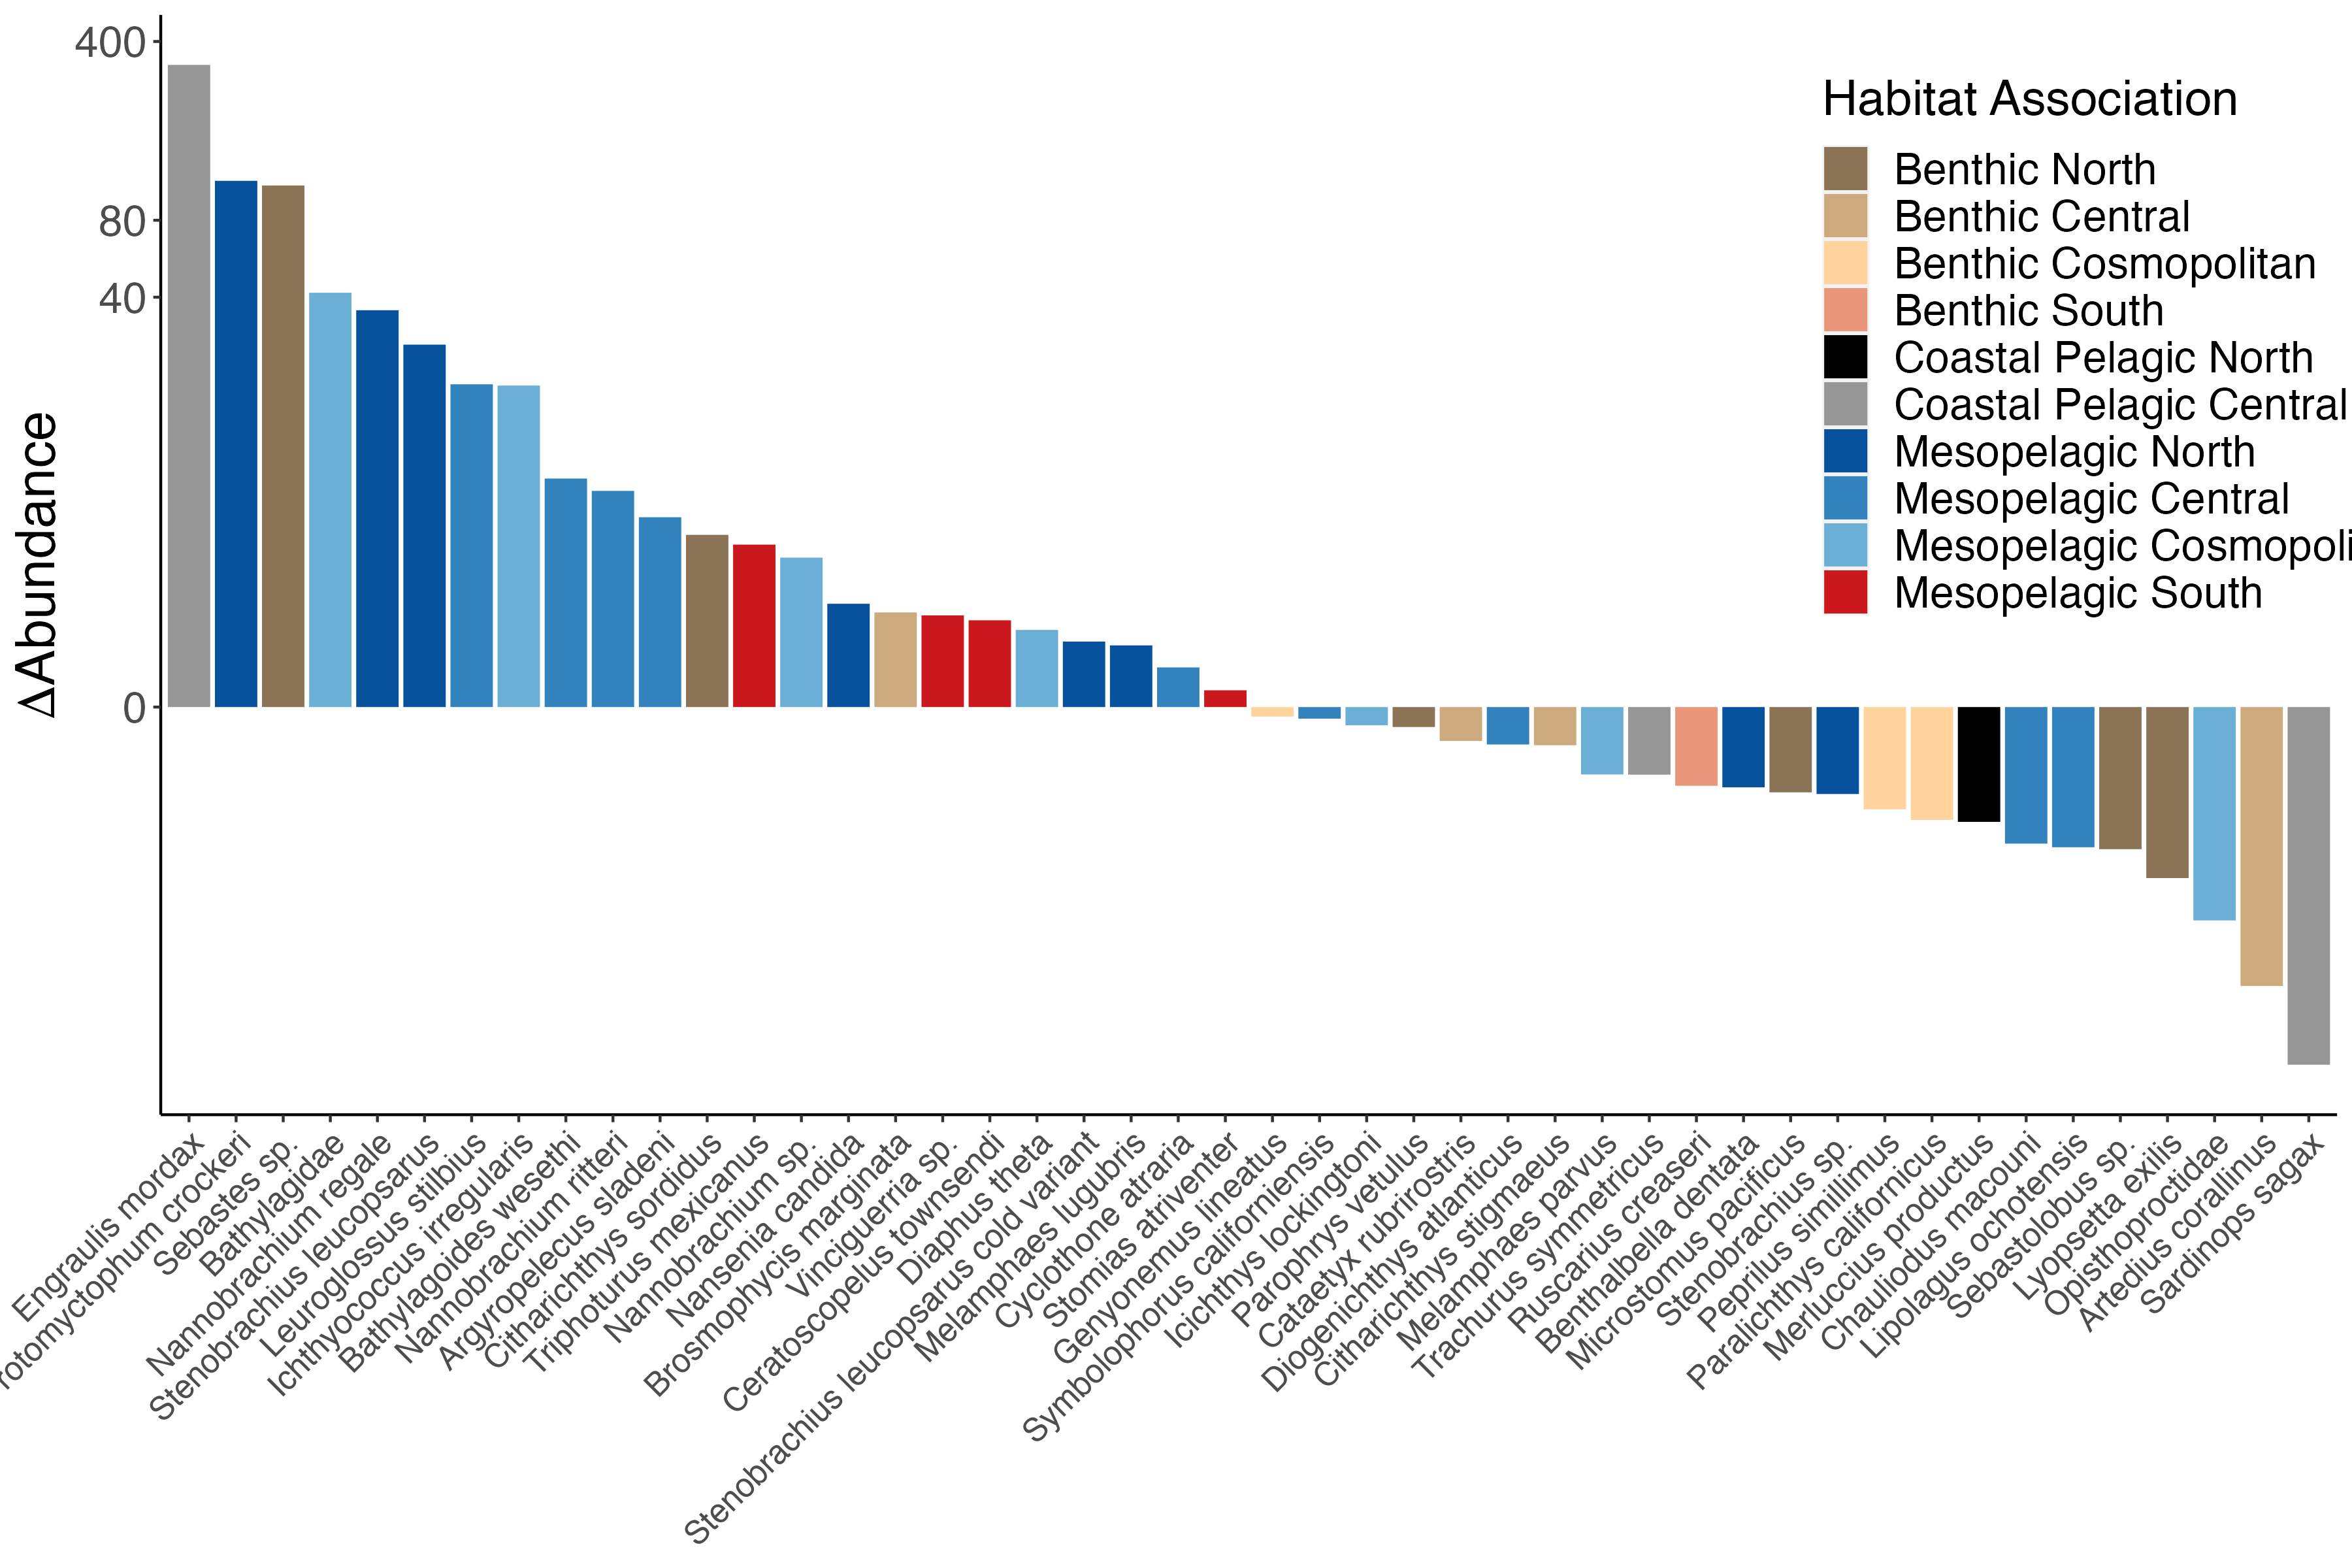 400
80
40
0
ΔAbundance
Habitat Association
Benthic North
Benthic Central
Benthic Cosmopolitan
Benthic South
Coastal Pelagic North
Coastal Pelagic Central
Mesopelagic North
Mesopelagic Central
Mesopelagic Cosmopoli
Mesopelagic South
Engraulis mordax
rotomyctophum crockeri
Sebastes sp.
Bathylagidae
Nannobrachium regale
Stenobrachius leucopsarus
Leuroglossus stilbius
Ichthyococcus irregularis
Bathylagoides wesethi
Nannobrachium ritteri
Argyropelecus sladeni
Citharichthys sordidus
Triphoturus mexicanus
Nannobrachium sp.
Nansenia candida
Brosmophycis marginata
Vinciguerria sp.
Ceratoscopelus townsendi
Diaphus theta
Stenobrachius leucopsarus cold variant
Melamphaes lugubris
Cyclothone atraria
Stomias atriventer
Genyonemus lineatus
Symbolophorus californiensis
Icichthys lockingtoni
Parophrys vetulus
Cataetyx rubrirostris
Diogenichthys atlanticus
Citharichthys stigmaeus
Melamphaes parvus
Trachurus symmetricus
Ruscarius creaseri
Benthalbella dentata
Microstomus pacificus
Stenobrachius sp.
Peprilus simillimus
Paralichthys californicus
Merluccius productus
Chauliodus macouni
Lipolagus ochotensis
Sebastolobus sp.
Lyopsetta exilis
Opisthoproctidae
Artedius corallinus
Sardinops sagax